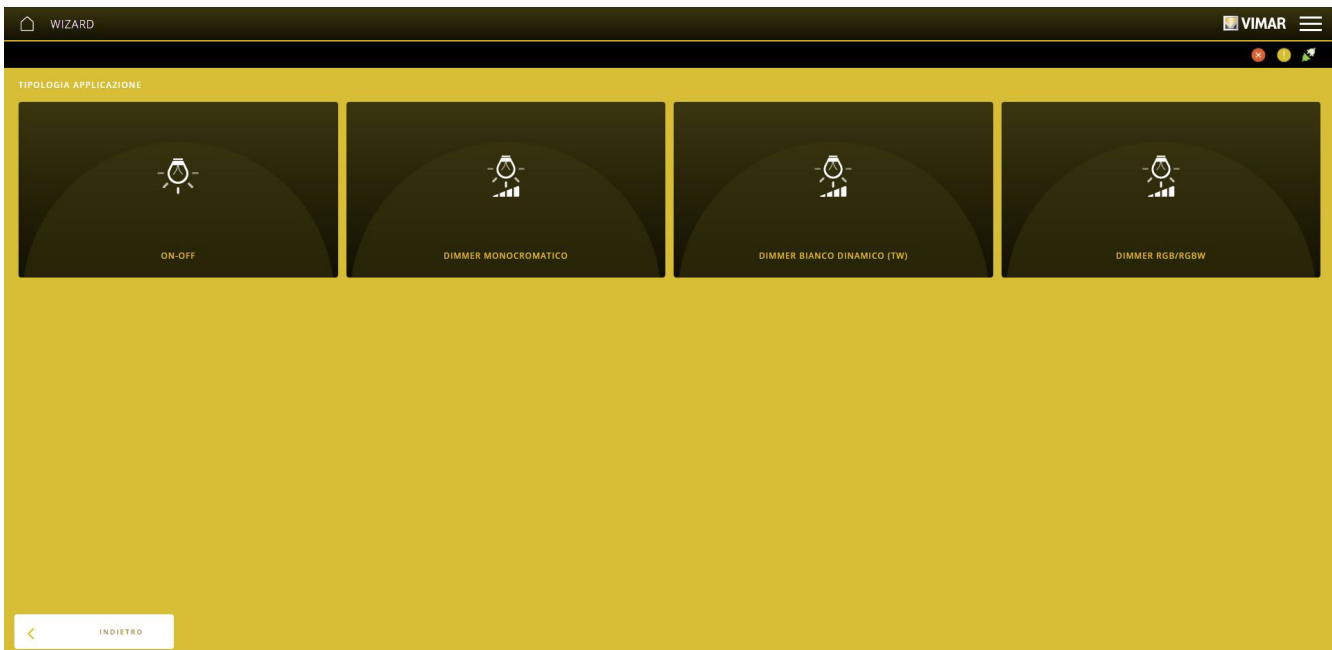 WIZARD
VIMAR
TIPOLOGIA APPLICAZIONE
ON-OFF
DIMMER MONOCROMATICO
DIMMER BIANCO DINAMICO (TW)
DIMMER RGB/RGBW
INDIETRO